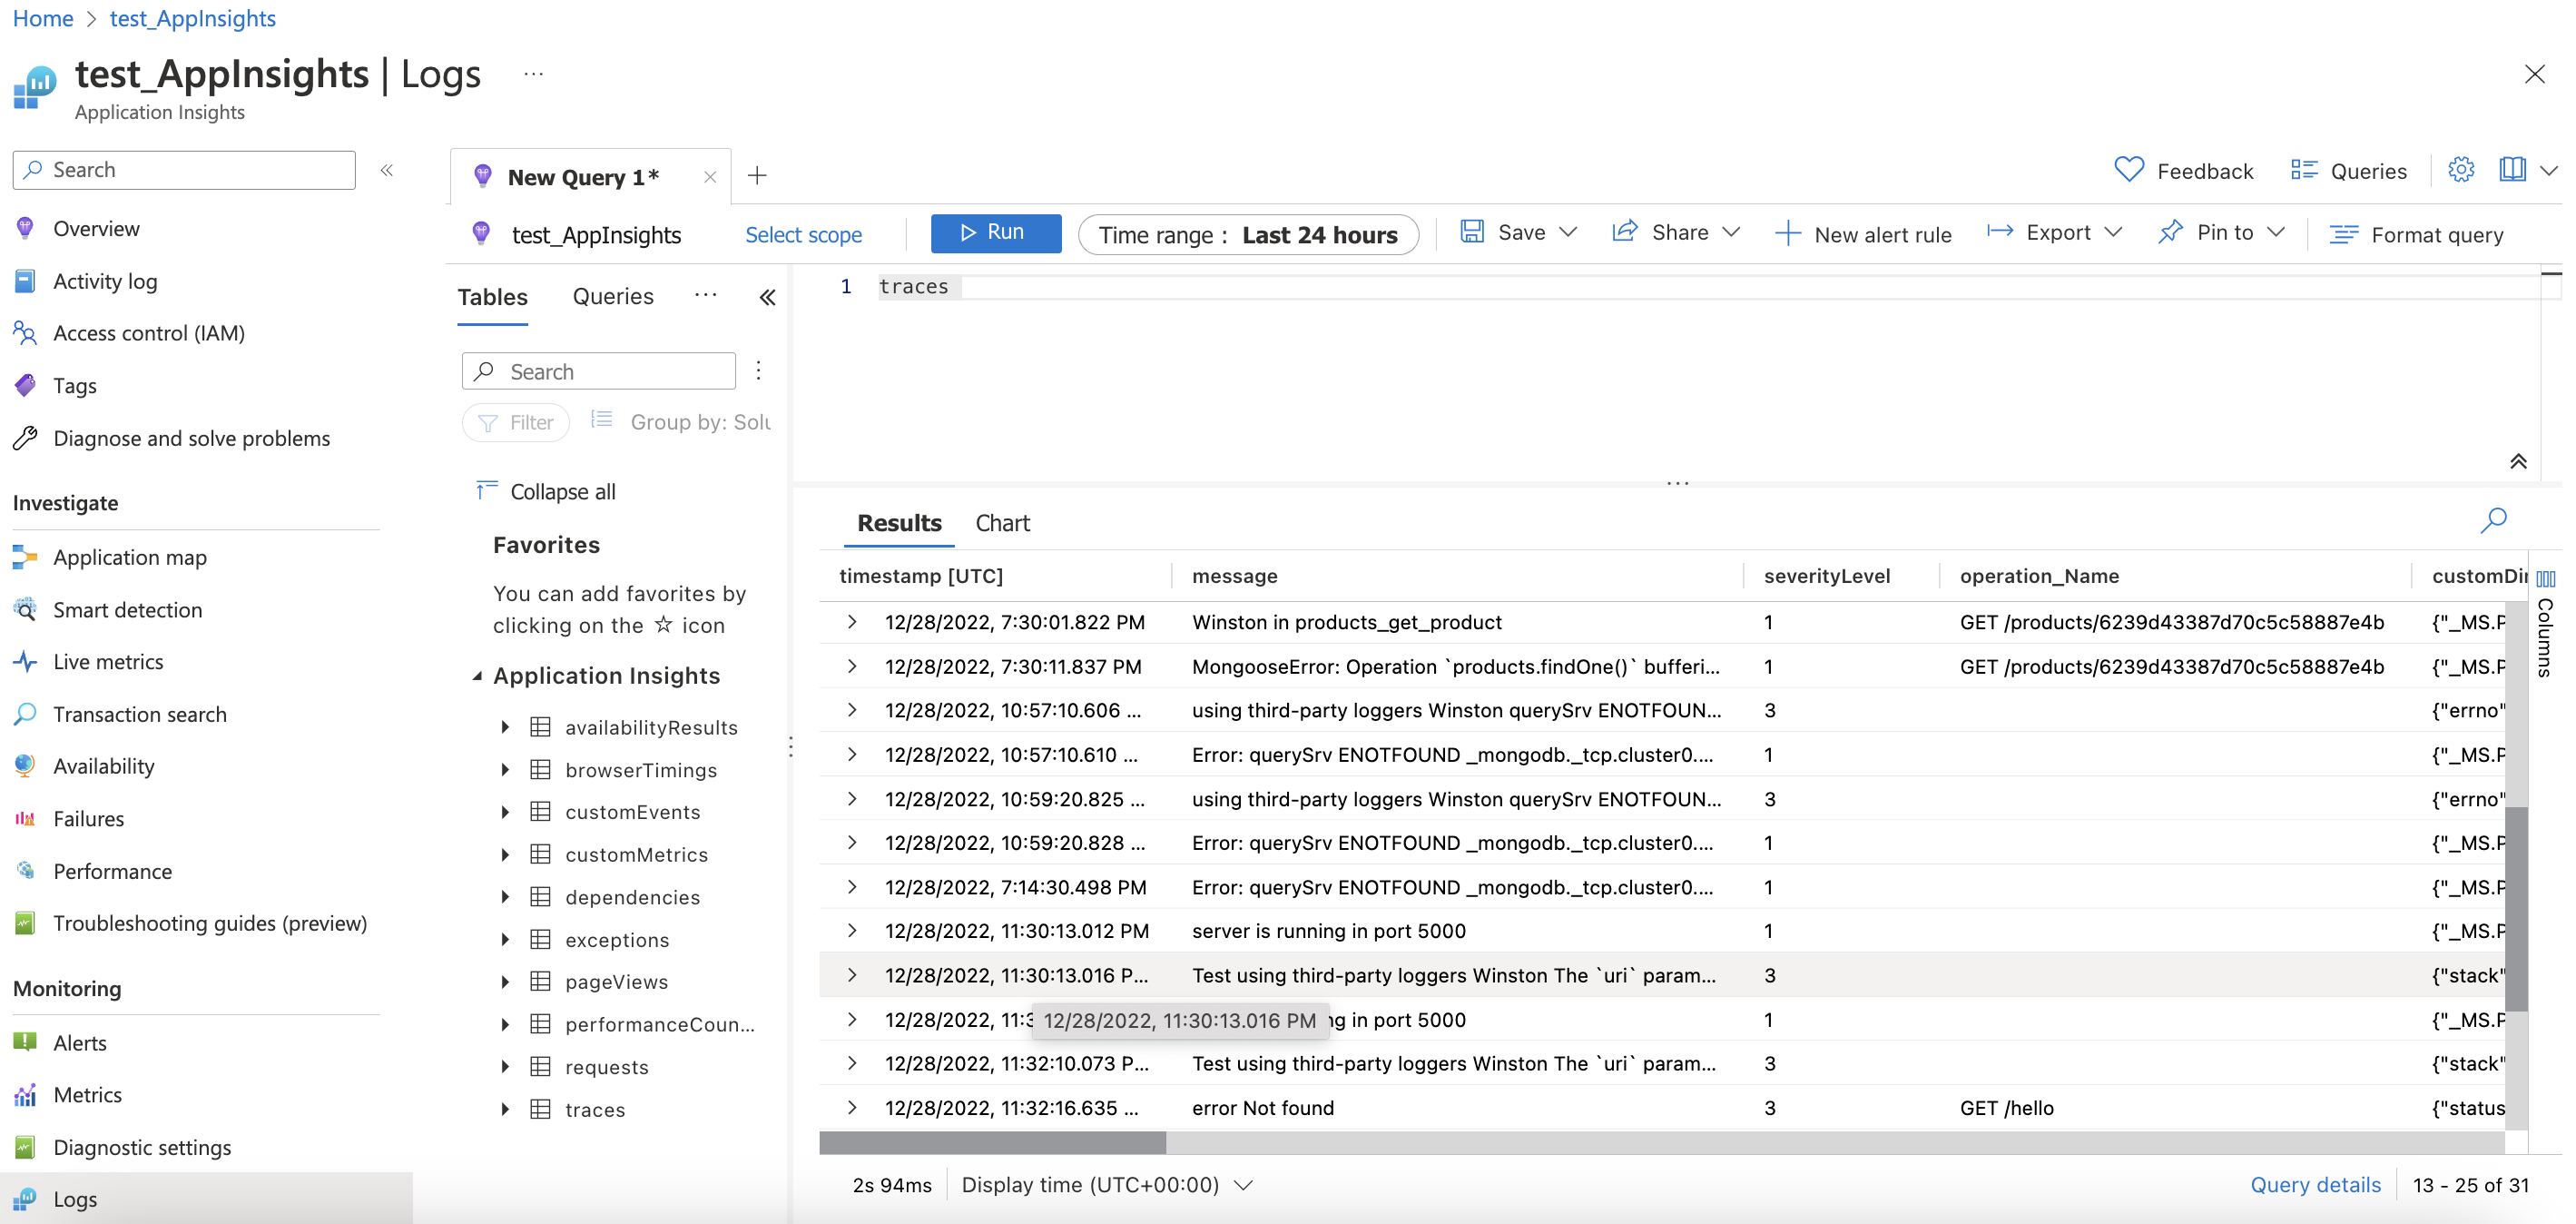 Home > test_AppInsights
test_AppInsights | Logs ...
Application Insights
Search
Overview
Activity log
Access control (IAM)
Tags
Diagnose and solve problems
Investigate
Application map
Smart detection
Live metrics
Transaction search
Availability
Failures
Performance
Troubleshooting guides (preview)
Monitoring
Alerts
Metrics
Diagnostic settings
Logs
New Query 1*
Feedback Queries
test_AppInsights Select scope Run Time range : Last 24 hours Save Share New alert rule Export Pin to Format query
Tables Queries ...
Search
Filter Group by: Solu
Collapse all
Favorites
You can add favorites by
clicking on the ☆ icon
Application Insights
availabilityResults
browserTimings
customEvents
customMetrics
dependencies
exceptions
pageViews
performanceCoun...
requests
traces
1 traces
Results Chart
timestamp [UTC] message severityLevel operation_Name customDi
12/28/2022, 7:30:01.822 PM Winston in products_get_product 1 GET /products/6239d43387d70c5c58887e4b {"_MS.P
12/28/2022, 7:30:11.837 PM MongooseError: Operation `products.findOne()` bufferi... 1 GET /products/6239d43387d70c5c58887e4b {"_MS.P
12/28/2022, 10:57:10.606 ... using third-party loggers Winston querySrv ENOTFOUN... 3 {"errno"
12/28/2022, 10:57:10.610 ... Error: querySrv ENOTFOUND _mongodb._tcp.cluster0.... 1 {"_MS.P
12/28/2022, 10:59:20.825 ... using third-party loggers Winston querySrv ENOTFOUN... 3 {"errno"
12/28/2022, 10:59:20.828 ... Error: querySrv ENOTFOUND _mongodb._tcp.cluster0.... 1 {"_MS.P
12/28/2022, 7:14:30.498 PM Error: querySrv ENOTFOUND _mongodb._tcp.cluster0.... 1 {"_MS.P
12/28/2022, 11:30:13.012 PM server is running in port 5000 1 {"_MS.P
12/28/2022, 11:30:13.016 P... Test using third-party loggers Winston The `uri` param... 3 {"stack"
12/28/2022, 11:3 12/28/2022, 11:30:13.016 PM ng in port 5000 1 {"_MS.P
12/28/2022, 11:32:10.073 P... Test using third-party loggers Winston The `uri` param... 3 {"stack"
12/28/2022, 11:32:16.635 ... error Not found 3 GET /hello {"status
Columns
2s 94ms Display time (UTC+00:00) Query details 13 - 25 of 31